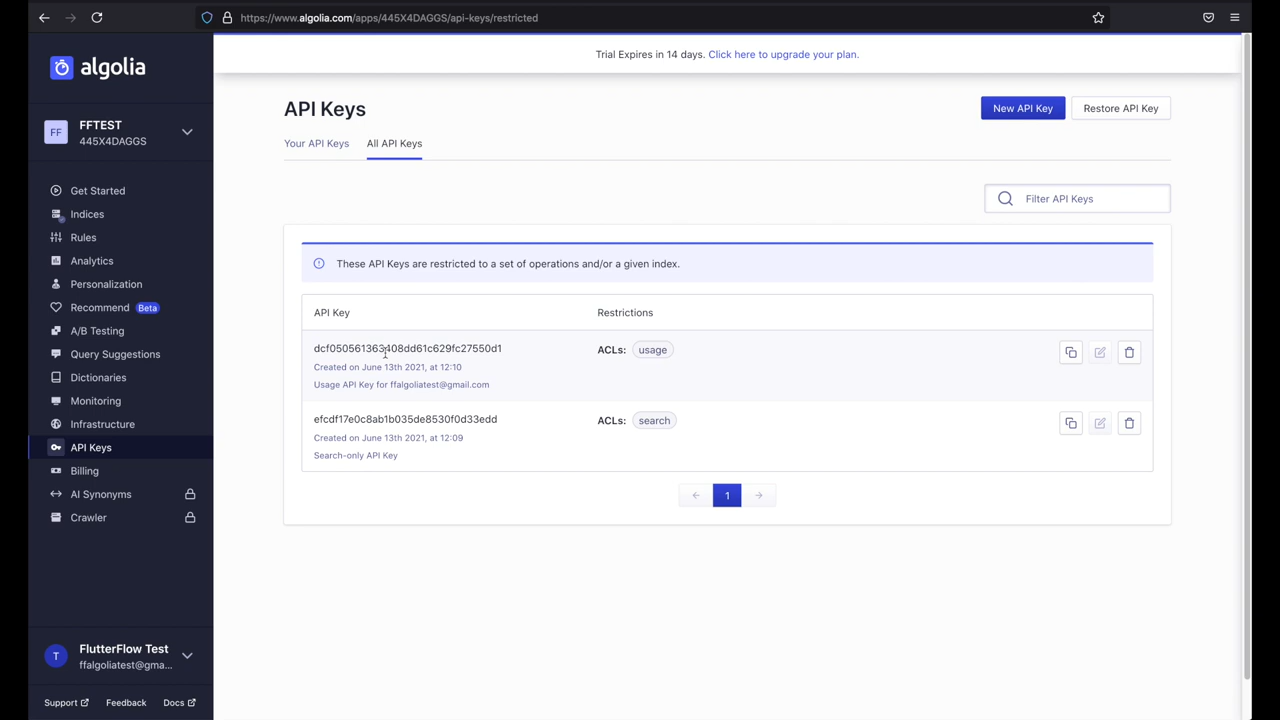 https://www.algolia.com/apps/445X4DAGGS/api-keys/restricted
algolia
Trial Expires in 14 days. Click here to upgrade your plan.
FF
FFTEST
445X4DAGGS
Get Started
Indices
Rules
Analytics
Personalization
Recommend Beta
A/B Testing
Query Suggestions
Dictionaries
Monitoring
Infrastructure
API Keys
Billing
AI Synonyms
Crawler
T
FlutterFlow Test
ffalgoliatest@gma...
Support
Feedback
Docs
API Keys
New API Key
Restore API Key
Your API Keys
All API Keys
Filter API Keys
These API Keys are restricted to a set of operations and/or a given index.
API Key
Restrictions
dcf050561363408dd61c629fc27550d1
Created on June 13th 2021, at 12:10
Usage API Key for ffalgoliatest@gmail.com
ACLs: usage
efcdf17e0c8ab1b035de8530f0d33edd
Created on June 13th 2021, at 12:09
Search-only API Key
ACLs: search
1